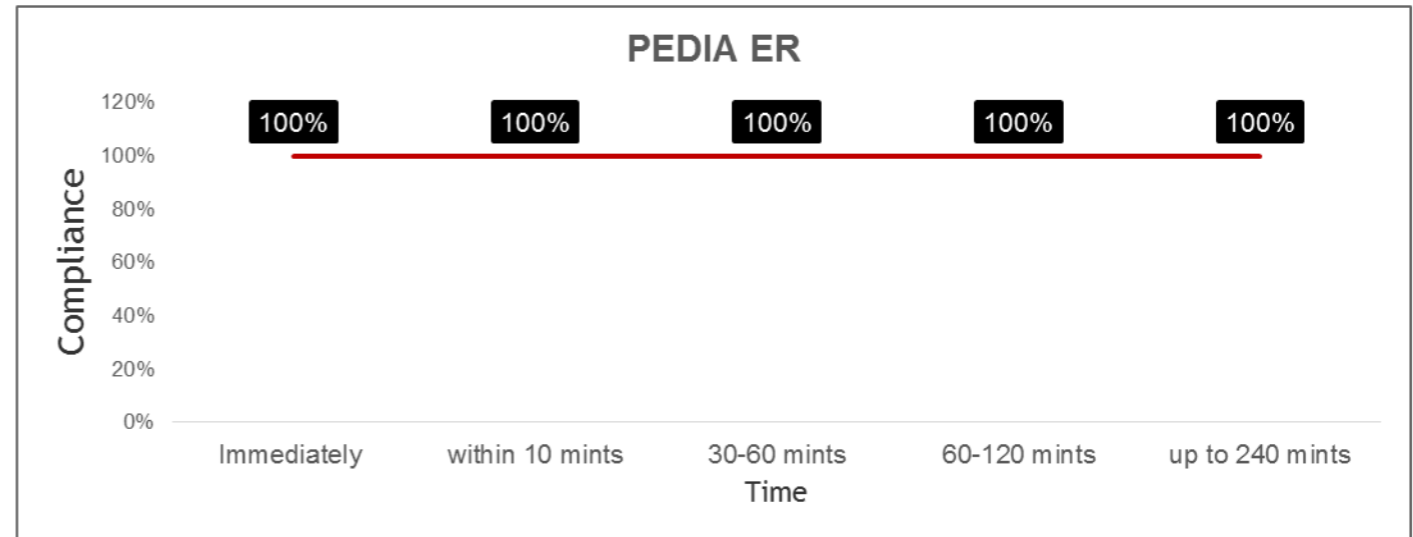 PEDIA ER
120%
100%
80%
60%
40%
20%
0%
Compliance
100% 100% 100% 100% 100%
Immediately within 10 mints 30-60 mints 60-120 mints up to 240 mints
Time